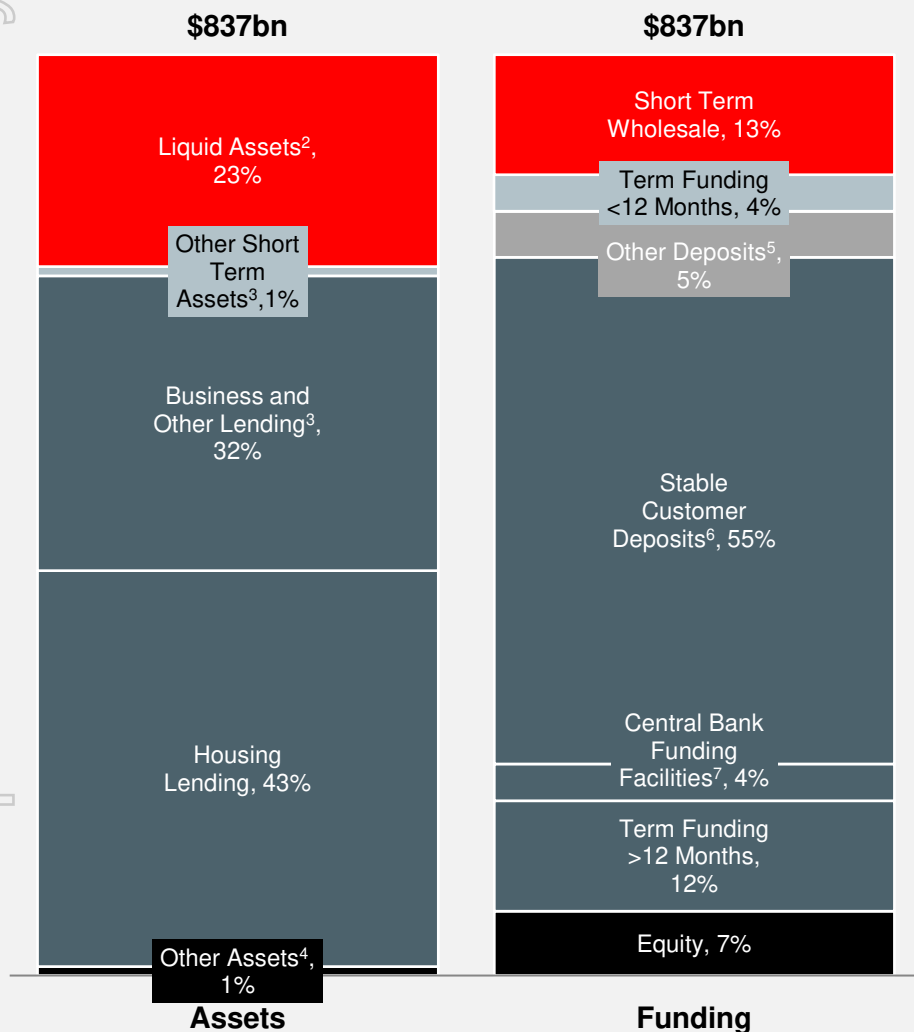 $837bn
Liquid Assets²,
23%
Other Short
Term
Assets³,1%
Business and
Other Lending³,
32%
Housing
Lending, 43%
Other Assets⁴,
1%
Assets
$837bn
Short Term
Wholesale, 13%
Term Funding
<12 Months, 4%
Other Deposits⁵,
5%
Stable
Customer
Deposits⁶, 55%
Central Bank
Funding
Facilities⁷, 4%
Term Funding
>12 Months,
12%
Equity, 7%
Funding